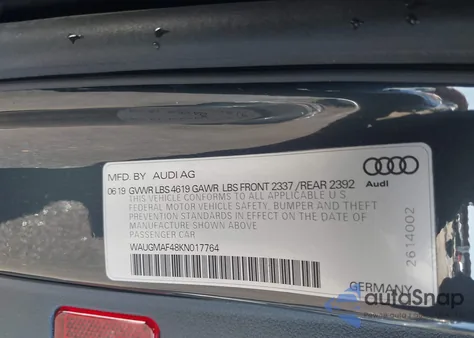 MFD. BY AUDI AG
06 19 GVWR LBS 4619 GAWR LBS FRONT 2337 /REAR 2392
THIS VEHICLE CONFORMS TO ALL APPLICABLE U.S
FEDERAL MOTOR VEHICLE SAFETY, BUMPER AND THEFT
PREVENTION STANDARDS IN EFFECT ON THE DATE OF
MANUFACTURE SHOWN ABOVE
PASSENGER CAR
WAUGMAF48KN017764
Audi
2614002
GERMANY
autoSnap